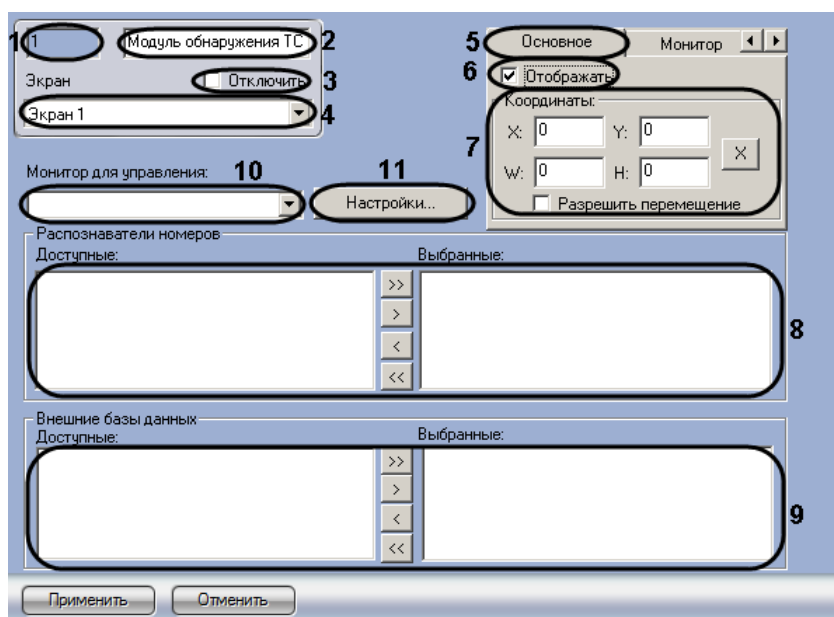 1 1 Модуль обнаружения ТС 2
Экран Отключить 3
Экран 1 4
5 Основное Монитор
6 Отображать
7 Координаты:
X: 0 Y: 0
X
W: 0 H: 0
Разрешить перемещение
Монитор для управления: 10 11
Настройки...
Распознаватели номеров
Доступные: Выбранные:
>>
>
<
<<
8
Внешние базы данных
Доступные: Выбранные:
>>
>
<
<<
9
Применить Отменить